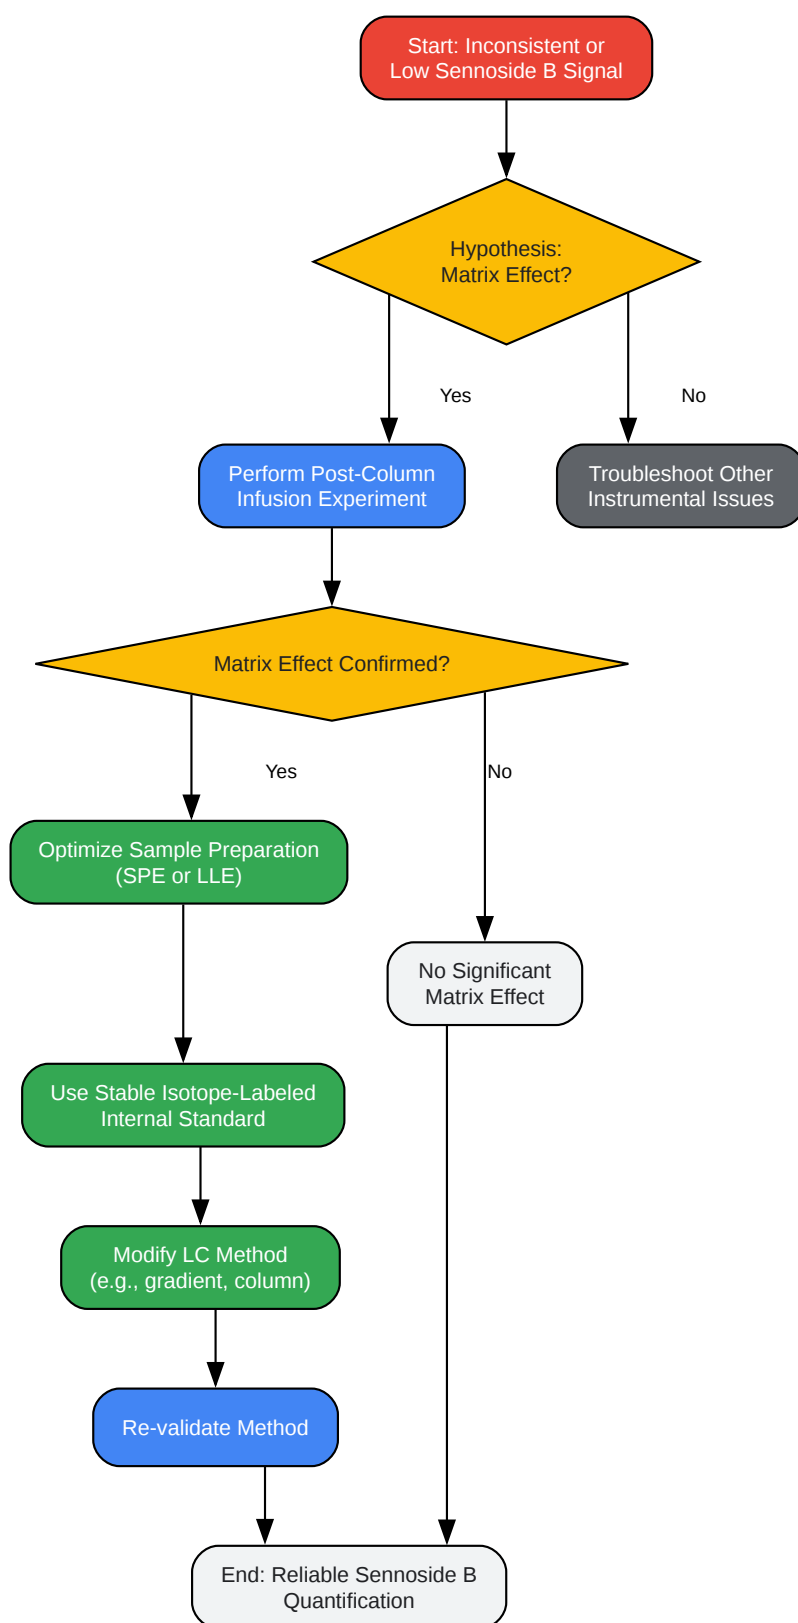 Start: Inconsistent or
Low Sennoside B Signal
Hypothesis:
Matrix Effect?
Yes
No
Perform Post-Column
Infusion Experiment
Troubleshoot Other
Instrumental Issues
Matrix Effect Confirmed?
Yes
No
Optimize Sample Preparation
(SPE or LLE)
No Significant
Matrix Effect
Use Stable Isotope-Labeled
Internal Standard
Modify LC Method
(e.g., gradient, column)
Re-validate Method
End: Reliable Sennoside B
Quantification